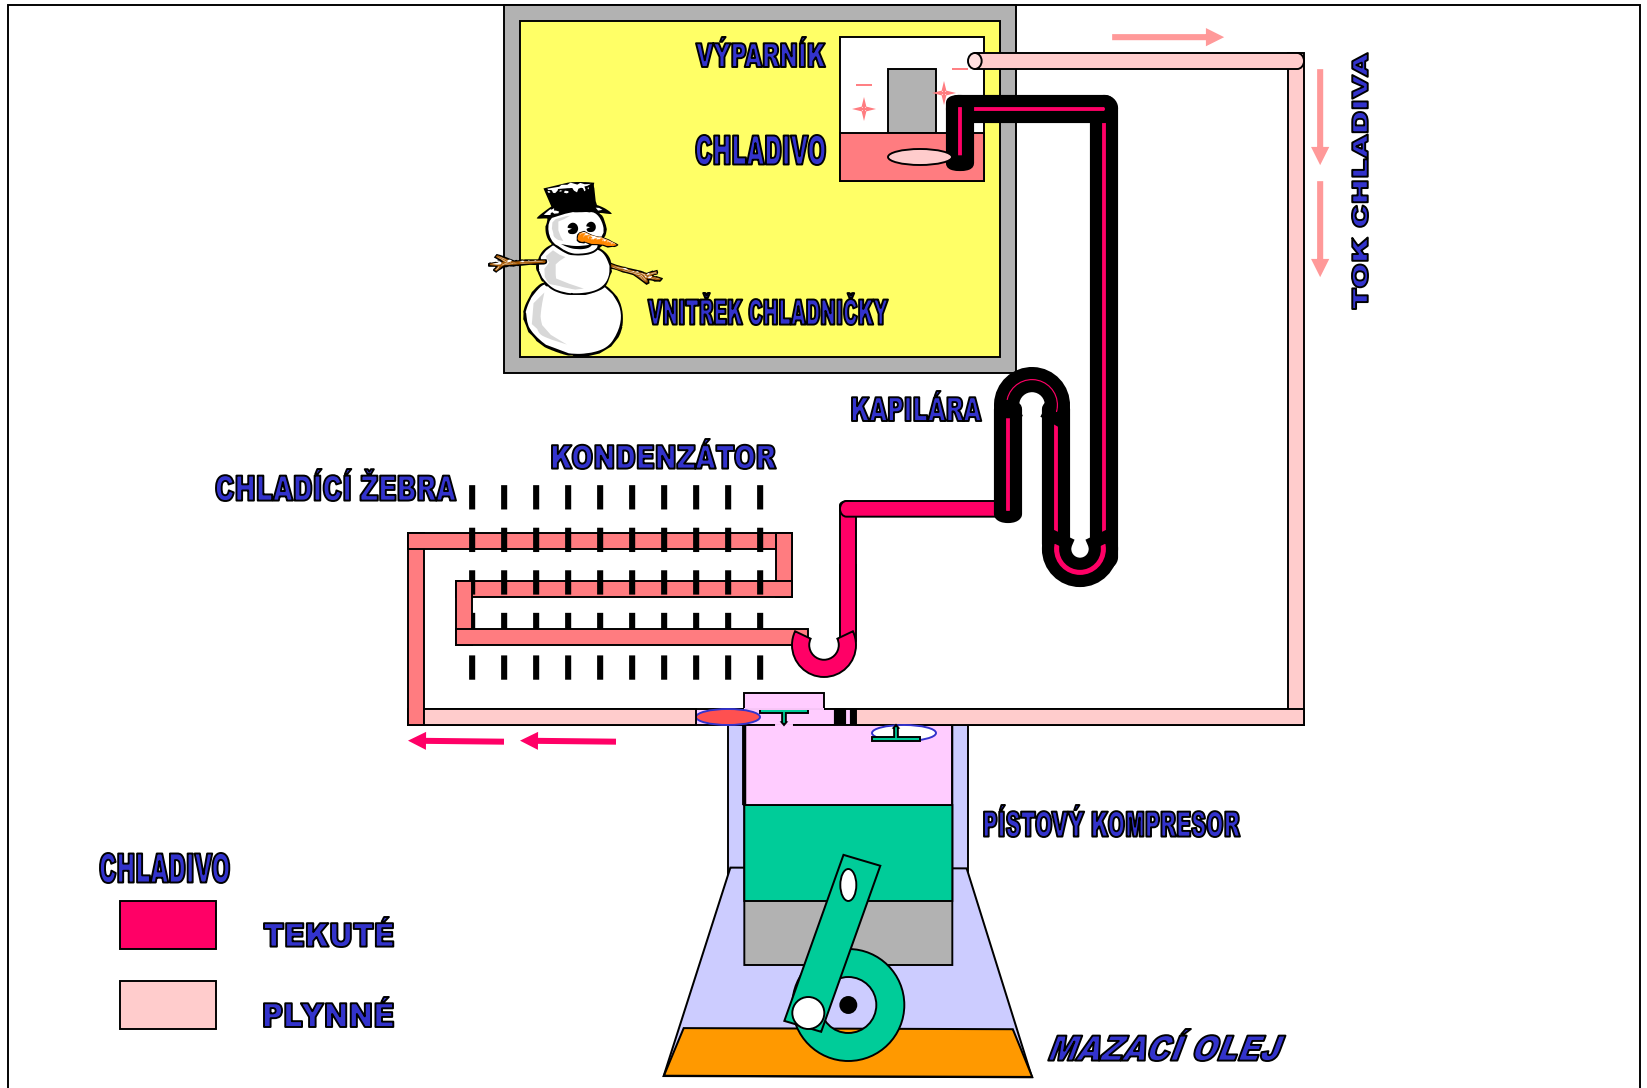 VÝPARNÍK
CHLADIVO
TOK CHLADIVA
VNITŘEK CHLADNIČKY
KAPILÁRA
KONDENZÁTOR
CHLADÍCÍ ŽEBRA
PÍSTOVÝ KOMPRESOR
CHLADIVO
TEKUTÉ
PLYNNÉ
MAZACÍ OLEJ